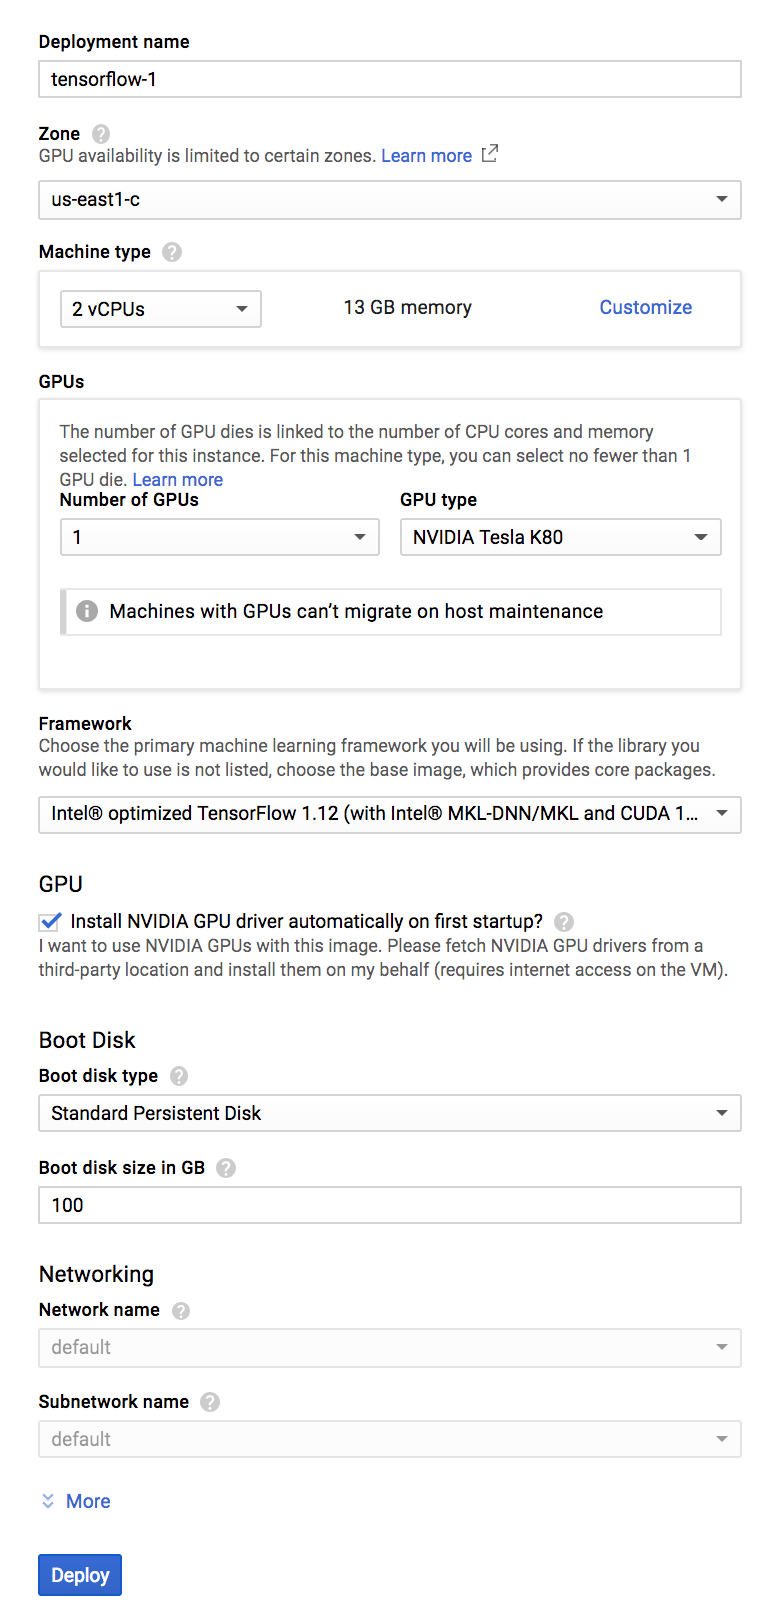 Deployment name
tensorflow-1
Zone ?
GPU availability is limited to certain zones. Learn more
us-east1-c
Machine type ?
2 vCPUs 13 GB memory Customize
GPUs
The number of GPU dies is linked to the number of CPU cores and memory
selected for this instance. For this machine type, you can select no fewer than 1
GPU die. Learn more
Number of GPUs GPU type
1 NVIDIA Tesla K80
i Machines with GPUs can't migrate on host maintenance
Framework
Choose the primary machine learning framework you will be using. If the library you
would like to use is not listed, choose the base image, which provides core packages.
Intel® optimized TensorFlow 1.12 (with Intel® MKL-DNN/MKL and CUDA 1...
GPU
Install NVIDIA GPU driver automatically on first startup? ?
I want to use NVIDIA GPUs with this image. Please fetch NVIDIA GPU drivers from a
third-party location and install them on my behalf (requires internet access on the VM).
Boot Disk
Boot disk type ?
Standard Persistent Disk
Boot disk size in GB ?
100
Networking
Network name ?
default
Subnetwork name ?
default
More
Deploy